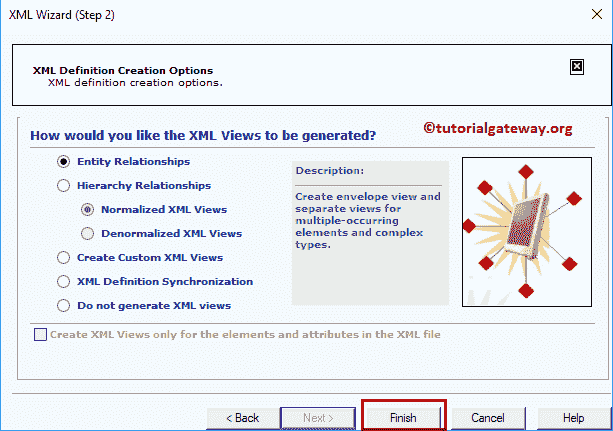 XML Wizard (Step 2)
XML Definition Creation Options
XML definition creation options.
How would you like the XML Views to be generated?
©tutorialgateway.org
Entity Relationships
Hierarchy Relationships
Normalized XML Views
Denormalized XML Views
Create Custom XML Views
XML Definition Synchronization
Do not generate XML views
Description:
Create envelope view and
separate views for
multiple-occurring
elements and complex
types.
Create XML Views only for the elements and attributes in the XML file
< Back
Next >
Finish
Cancel
Help